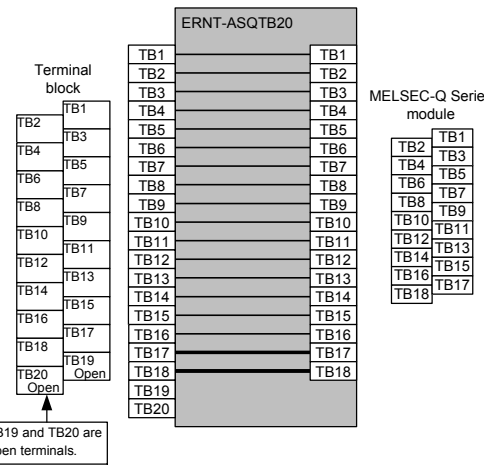 ERNT-ASQTB20
Terminal
block
TB1
TB2
TB3
TB4
TB5
TB6
TB7
TB8
TB9
TB10
TB11
TB12
TB13
TB14
TB15
TB16
TB17
TB18
TB19
Open
TB20
Open
TB1
TB2
TB3
TB4
TB5
TB6
TB7
TB8
TB9
TB10
TB11
TB12
TB13
TB14
TB15
TB16
TB17
TB18
TB19
TB20
TB1
TB2
TB3
TB4
TB5
TB6
TB7
TB8
TB9
TB10
TB11
TB12
TB13
TB14
TB15
TB16
TB17
TB18
MELSEC-Q Serie
module
TB1
TB2
TB3
TB4
TB5
TB6
TB7
TB8
TB9
TB10
TB11
TB12
TB13
TB14
TB15
TB16
TB17
TB18
B19 and TB20 are
pen terminals.